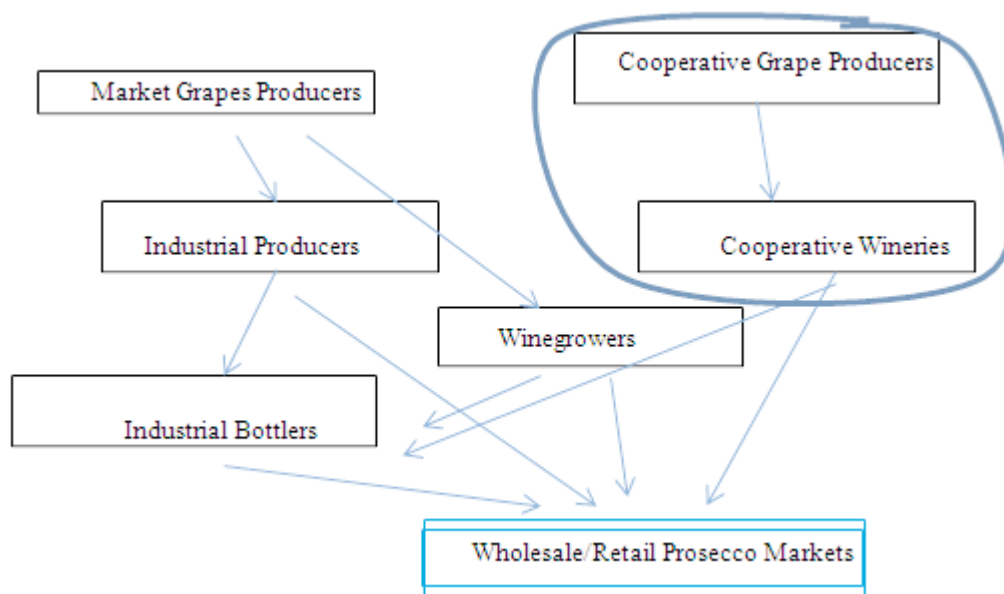 Cooperative Grape Producers
Market Grapes Producers
Industrial Producers
Cooperative Wineries
Winegrowers
Industrial Bottlers
Wholesale/Retail Prosecco Markets